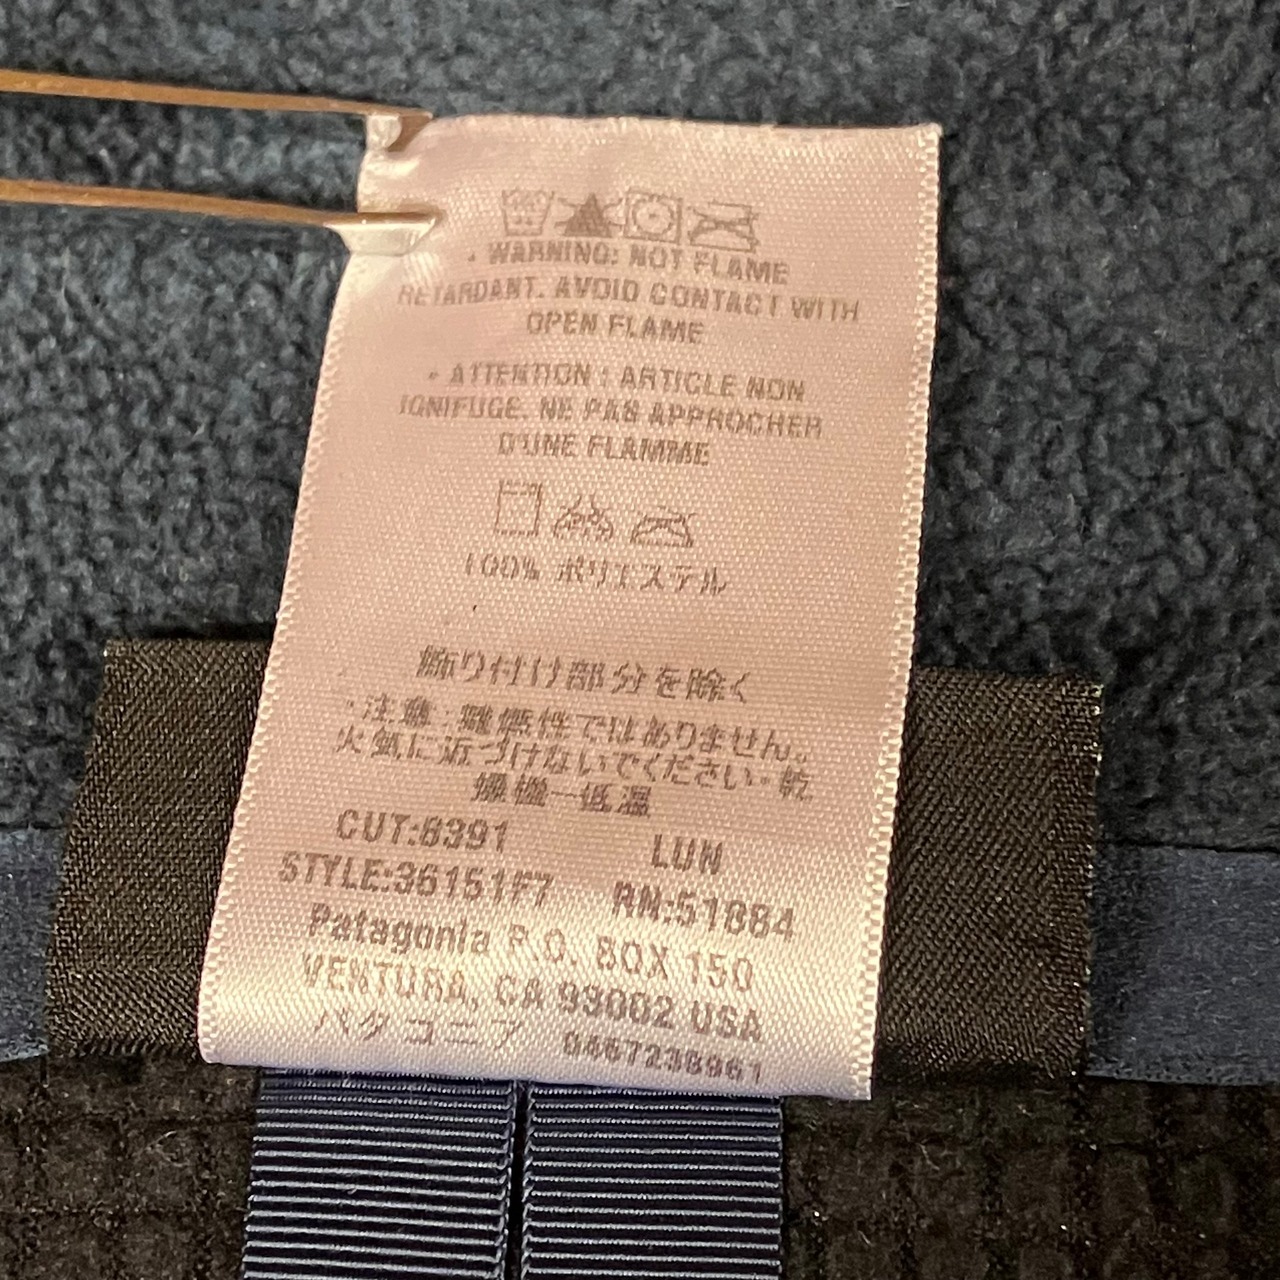 · WARNING: NOT FLAME
RETARDANT. AVOID CONTACT WITH
OPEN FLAME
· ATTENTION : ARTICLE NON
IGNIFUGE. NE PAS APPROCHER
D'UNE FLAMME
100% ポリエステル
飾り付け部分を除く
·注意:難燃性ではありません。
火気に近づけないでください·乾
燥機ー低温
CUT:8391 LUN
STYLE:36151F7 RN:51884
Patagonia P.O. BOX 150
VENTURA, CA 93002 USA
パタゴニア 0467238961